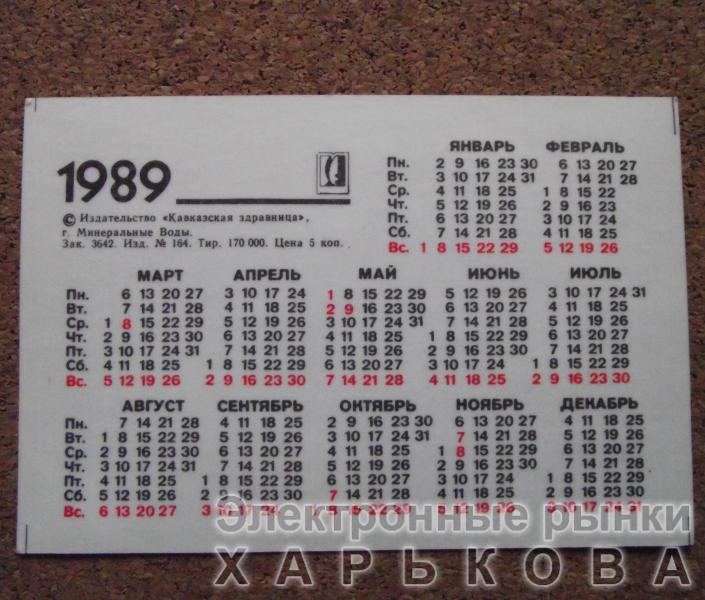 1989
© Издательство «Кавказская здравница»,
г. Минеральные Воды.
Зак. 3642. Изд. № 164. Тир. 170 000. Цена 5 коп.
ЯНВАРЬ ФЕВРАЛЬ
Пн. 2 9 16 23 30 6 13 20 27
Вт. 3 10 17 24 31 7 14 21 28
Ср. 4 11 18 25 1 8 15 22
Чт. 5 12 19 26 2 9 16 23
Пт. 6 13 20 27 3 10 17 24
Сб. 7 14 21 28 4 11 18 25
Вс. 1 8 15 22 29 5 12 19 26
МАРТ АПРЕЛЬ МАЙ ИЮНЬ ИЮЛЬ
Пн. 6 13 20 27 3 10 17 24 1 8 15 22 29 5 12 19 26 3 10 17 24 31
Вт. 7 14 21 28 4 11 18 25 2 9 16 23 30 6 13 20 27 4 11 18 25
Ср. 1 8 15 22 29 5 12 19 26 3 10 17 24 31 7 14 21 28 5 12 19 26
Чт. 2 9 16 23 30 6 13 20 27 4 11 18 25 1 8 15 22 29 6 13 20 27
Пт. 3 10 17 24 31 7 14 21 28 5 12 19 26 2 9 16 23 30 7 14 21 28
Сб. 4 11 18 25 1 8 15 22 29 6 13 20 27 3 10 17 24 1 8 15 22 29
Вс. 5 12 19 26 2 9 16 23 30 7 14 21 28 4 11 18 25 2 9 16 23 30
АВГУСТ СЕНТЯБРЬ ОКТЯБРЬ НОЯБРЬ ДЕКАБРЬ
Пн. 7 14 21 28 4 11 18 25 2 9 16 23 30 6 13 20 27 4 11 18 25
Вт. 1 8 15 22 29 5 12 19 26 3 10 17 24 31 7 14 21 28 5 12 19 26
Ср. 2 9 16 23 30 6 13 20 27 4 11 18 25 1 8 15 22 29 6 13 20 27
Чт. 3 10 17 24 31 7 14 21 28 5 12 19 26 2 9 16 23 30 7 14 21 28
Пт. 4 11 18 25 1 8 15 22 29 6 13 20 27 3 10 17 24 1 8 15 22 29
Сб. 5 12 19 26 2 9 16 23 30 7 14 21 28 4 11 18 25 2 9 16 23 30
Вс. 6 13 20 27 3 10 17 24 1 8 15 22 29 5 12 19 26 3 10 17 24 31
Электронные рынки
ХАРЬКОВА